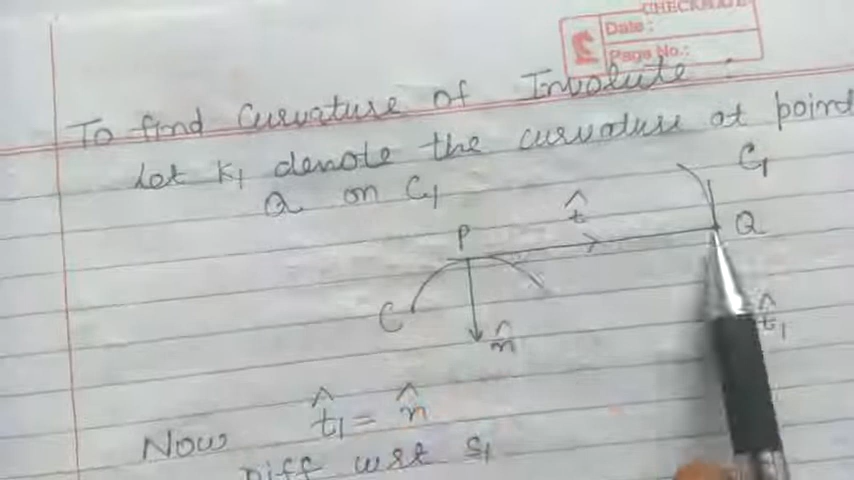 CHECKMATE
Date :
Page No.:
To find Curvature of Involute :
Let K₁ denote the curvature at point
Q on C₁
C₁
t̂
P
Q
C
n̂
t̂₁
Now t̂₁ = n̂
Diff wrt s₁